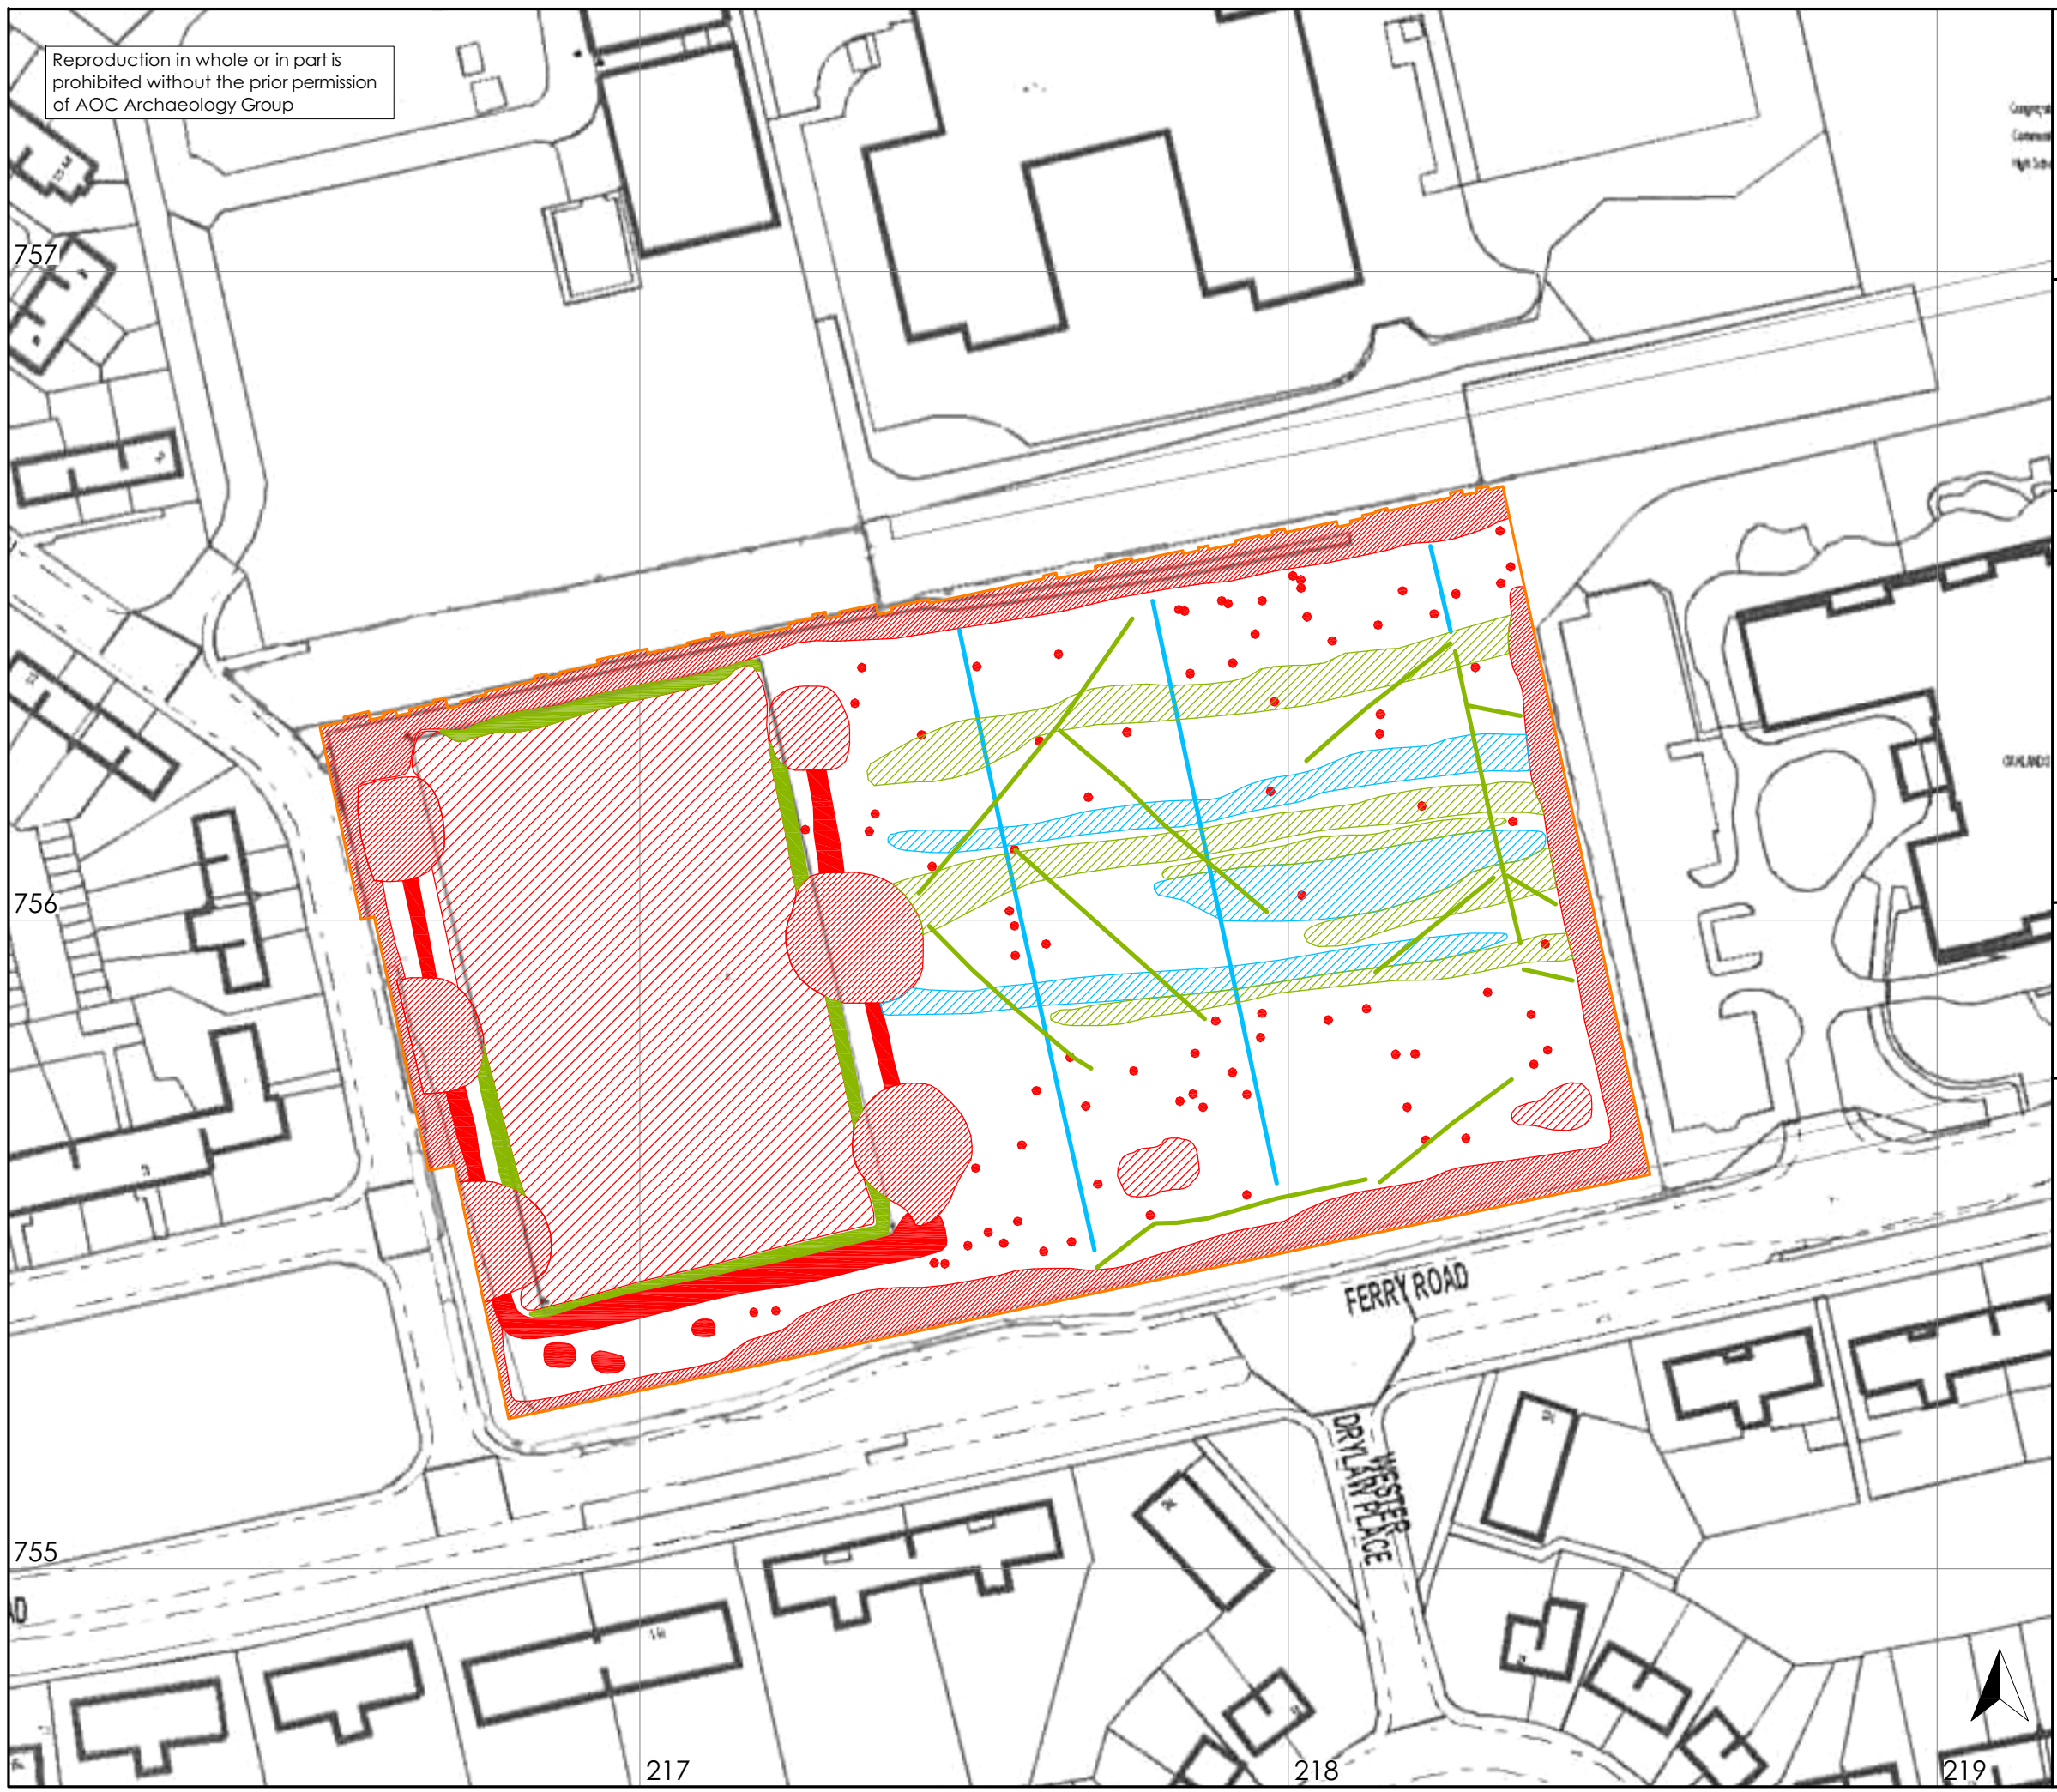 Reproduction in whole or in part is
prohibited without the prior permission
of AOC Archaeology Group
757
756
FERRY ROAD
WESTER
DRYLAW PLACE
755
217
218
219